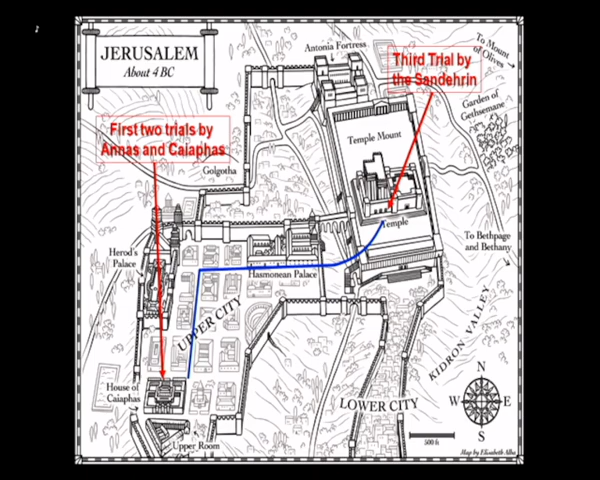 JERUSALEM
About 4 BC
Antonia Fortress
To Mount
of Olives
Third Trial by
the Sandehrin
Garden of
Gethsemane
First two trials by
Annas and Caiaphas
Temple Mount
Golgotha
Temple
To Bethpage
and Bethany
Herod's
Palace
Hasmonean Palace
UPPER CITY
KIDRON VALLEY
House of
Caiaphas
LOWER CITY
N
W
E
S
Upper Room
500 ft
Map by Elisabeth Alba